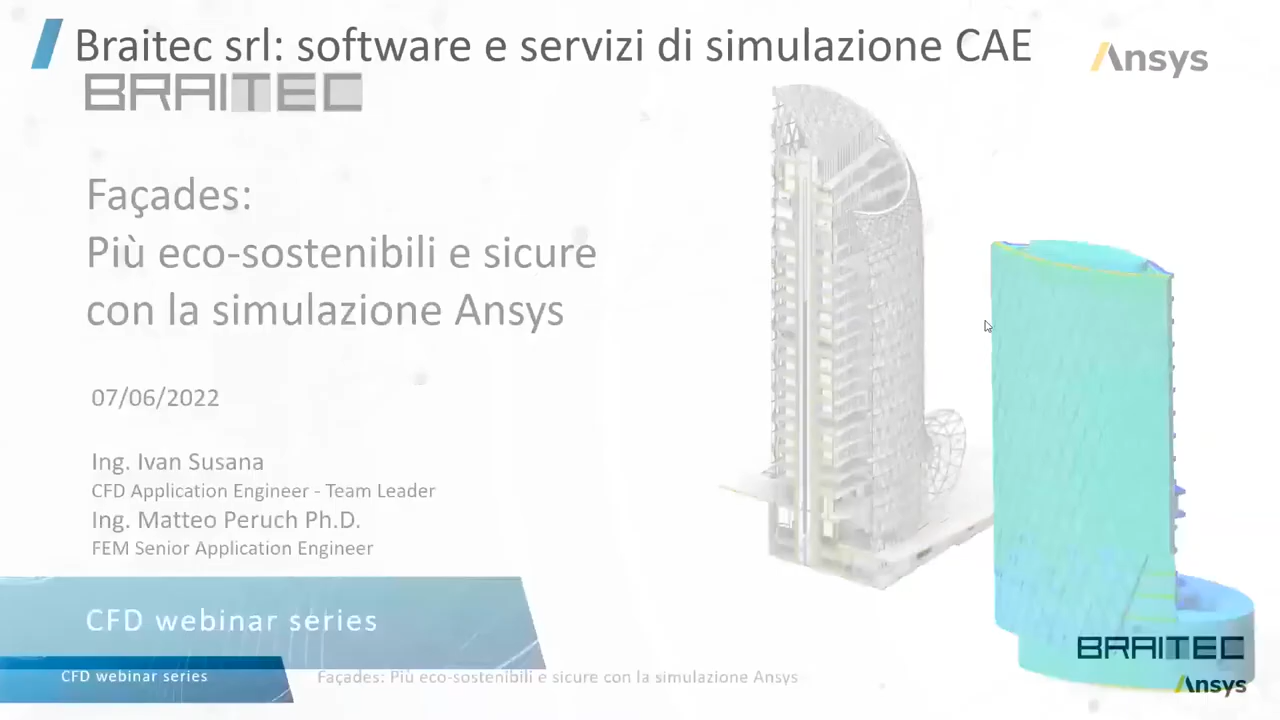 Braitec srl: software e servizi di simulazione CAE
Ansys
BRAITEC
Façades:
Più eco-sostenibili e sicure
con la simulazione Ansys
07/06/2022
Ing. Ivan Susana
CFD Application Engineer - Team Leader
Ing. Matteo Peruch Ph.D.
FEM Senior Application Engineer
CFD webinar series
BRAITEC
CFD webinar series
Façades: Più eco-sostenibili e sicure con la simulazione Ansys
Ansys